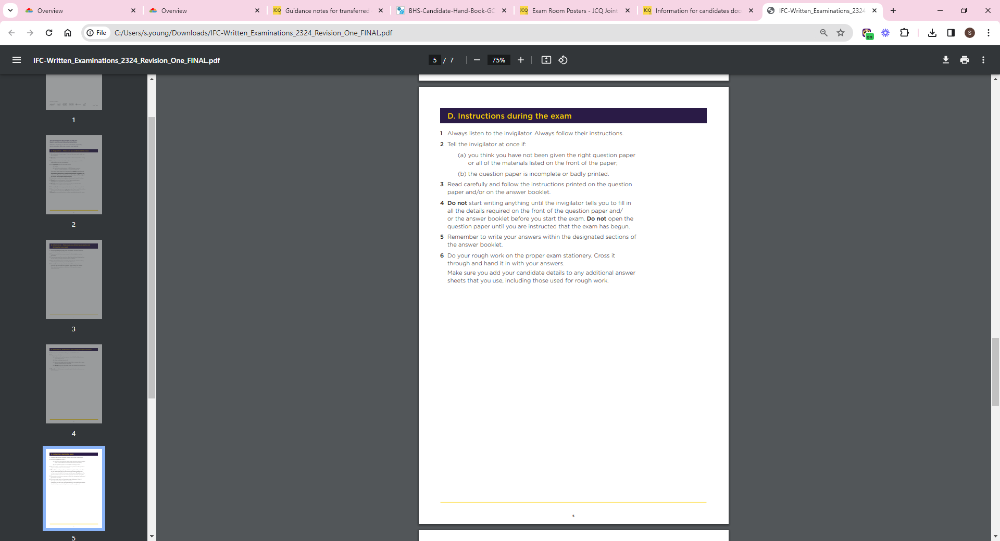 Overview
Overview
Guidance notes for transferred
BHS-Candidate-Hand-Book-GC
Exam Room Posters - JCQ Joint
Information for candidates doc
IFC-Written_Examinations_2324
File
C:/Users/s.young/Downloads/IFC-Written_Examinations_2324_Revision_One_FINAL.pdf
on
S
IFC-Written_Examinations_2324_Revision_One_FINAL.pdf
5 / 7
75%
1
2
3
4
5
D. Instructions during the exam
1 Always listen to the invigilator. Always follow their instructions.
2 Tell the invigilator at once if:
(a) you think you have not been given the right question paper
or all of the materials listed on the front of the paper;
(b) the question paper is incomplete or badly printed.
3 Read carefully and follow the instructions printed on the question
paper and/or on the answer booklet.
4 Do not start writing anything until the invigilator tells you to fill in
all the details required on the front of the question paper and/
or the answer booklet before you start the exam. Do not open the
question paper until you are instructed that the exam has begun.
5 Remember to write your answers within the designated sections of
the answer booklet.
6 Do your rough work on the proper exam stationery. Cross it
through and hand it in with your answers.
Make sure you add your candidate details to any additional answer
sheets that you use, including those used for rough work.
5